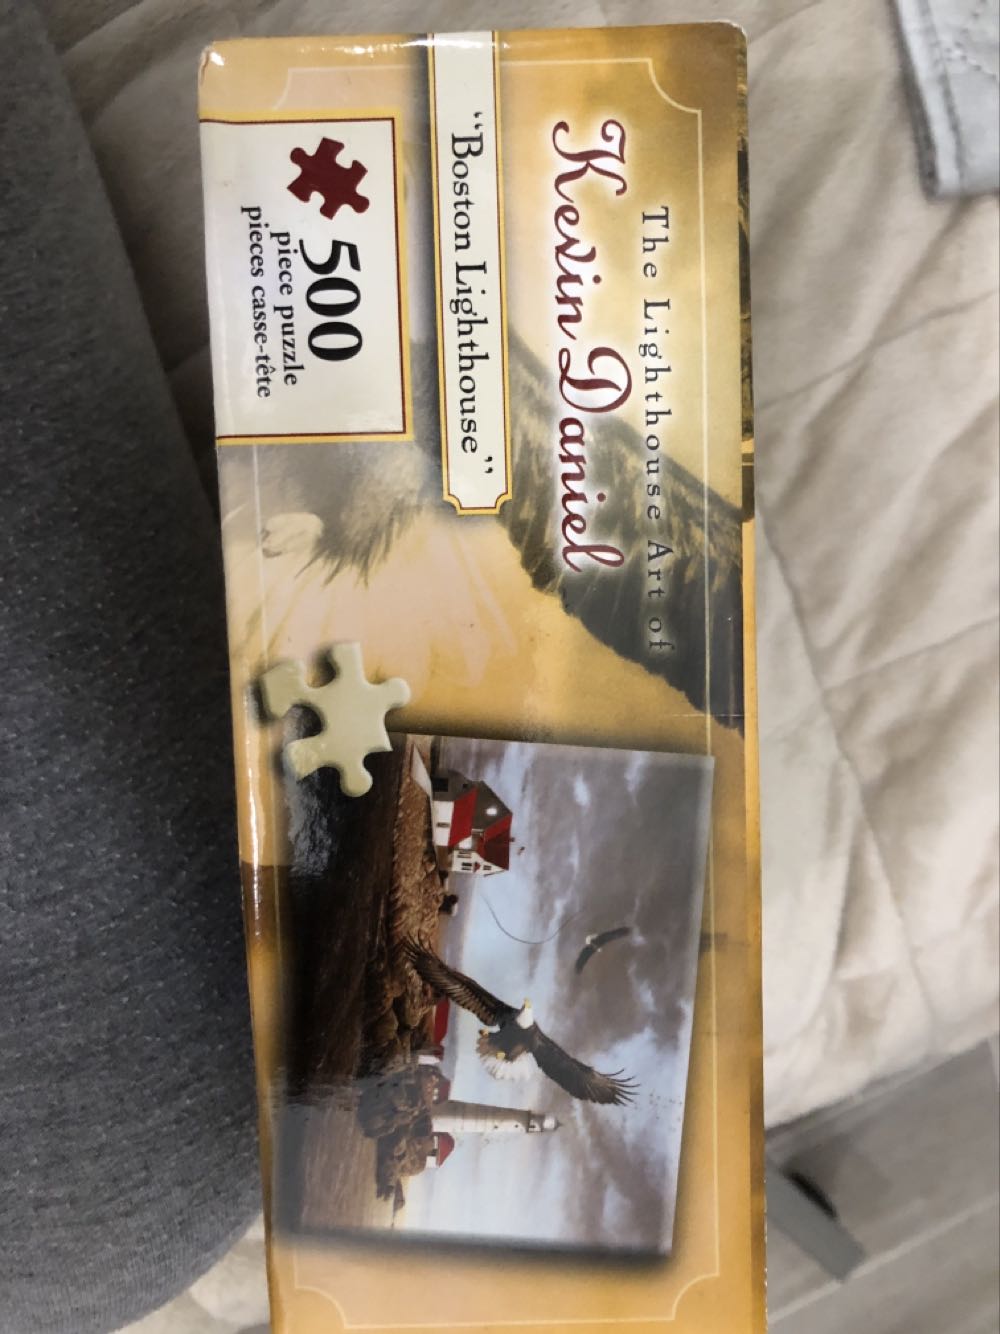 The Lighthouse Art of
Kevin Daniel
“Boston Lighthouse”
500
piece puzzle
pieces casse-tête